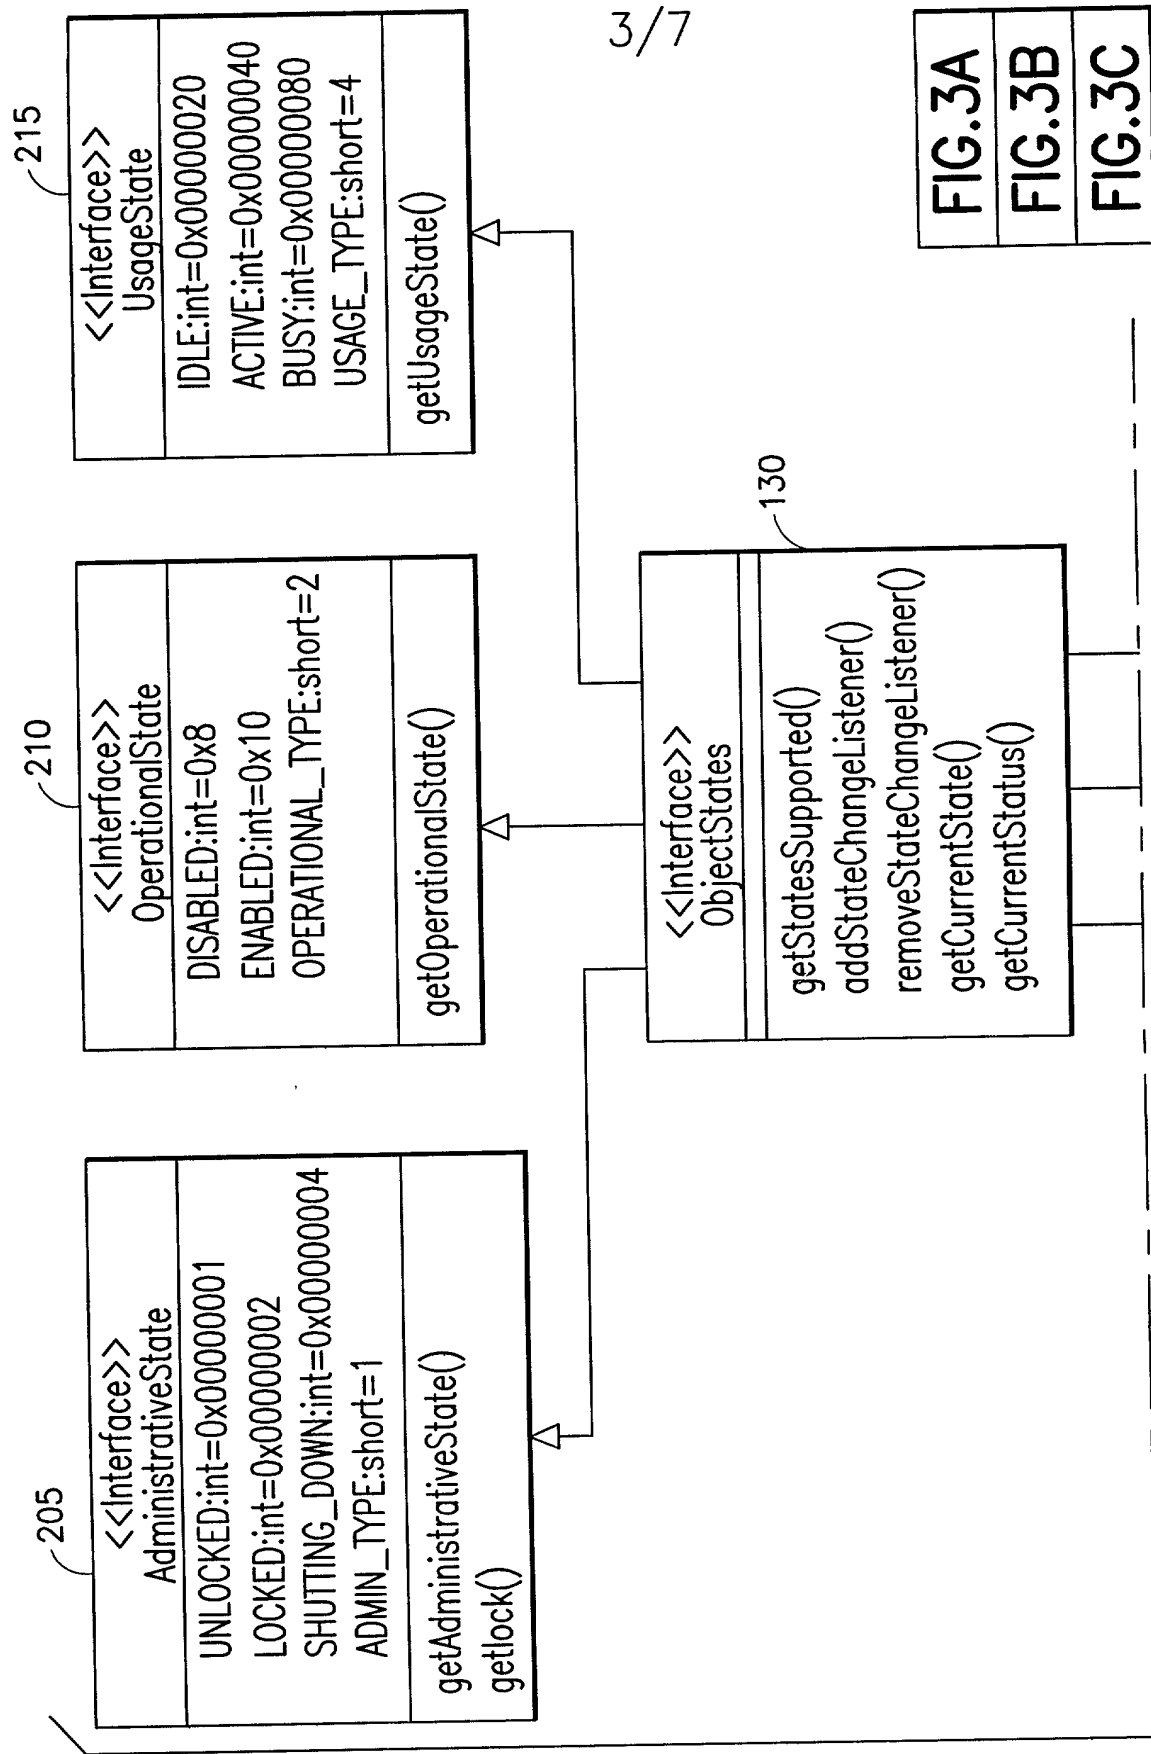 3/7
205
<<Interface>>
AdministrativeState
UNLOCKED:int=0x00000001
LOCKED:int=0x00000002
SHUTTING_DOWN:int=0x00000004
ADMIN_TYPE:short=1
getAdministrativeState()
getlock()
210
<<Interface>>
OperationalState
DISABLED:int=0x8
ENABLED:int=0x10
OPERATIONAL_TYPE:short=2
getOperationalState()
215
<<Interface>>
UsageState
IDLE:int=0x00000020
ACTIVE:int=0x00000040
BUSY:int=0x00000080
USAGE_TYPE:short=4
getUsageState()
130
<<Interface>>
ObjectStates
getStatesSupported()
addStateChangeListener()
removeStateChangeListener()
getCurrentState()
getCurrentStatus()
FIG.3A
FIG.3B
FIG.3C